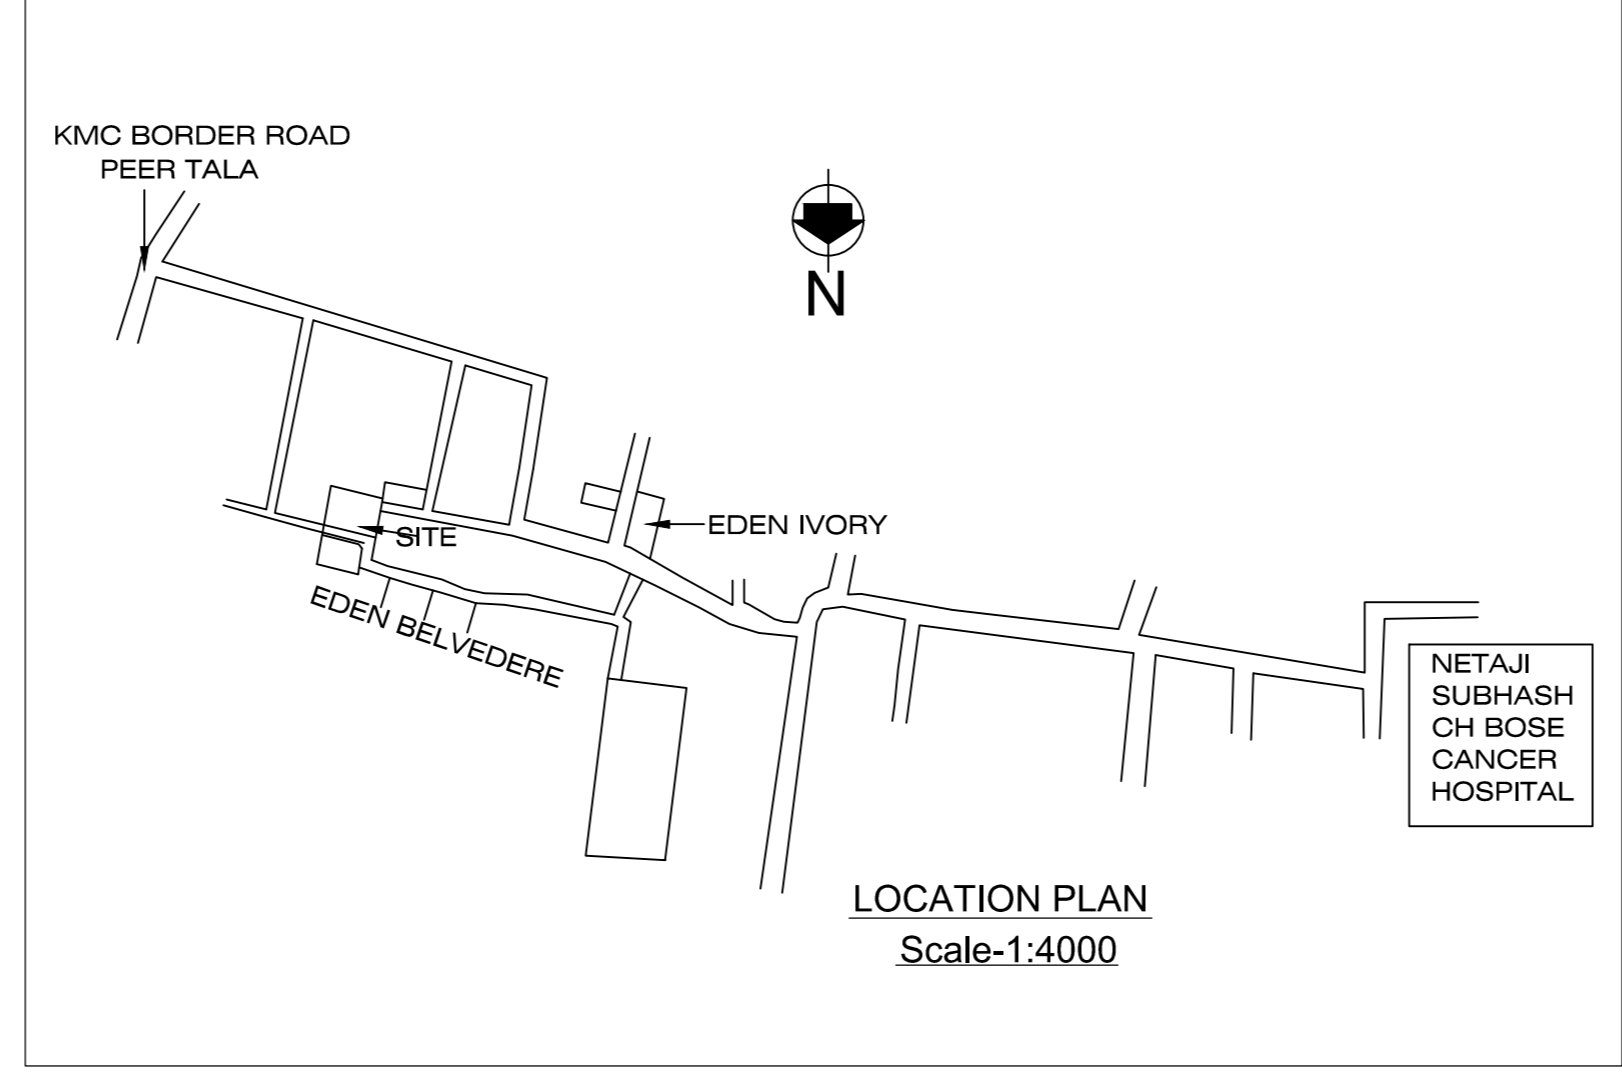 KMC BORDER ROAD
PEER TALA
N
SITE
EDEN IVORY
EDEN BELVEDERE
NETAJI
SUBHASH
CH BOSE
CANCER
HOSPITAL
LOCATION PLAN
Scale-1:4000